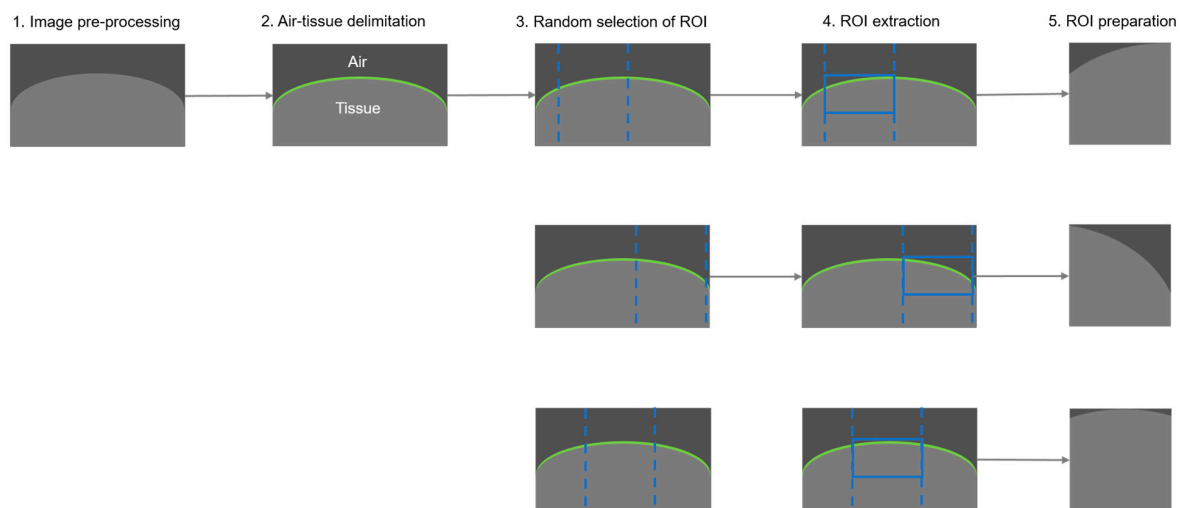 1. Image pre-processing
2. Air-tissue delimitation
3. Random selection of ROI
4. ROI extraction
5. ROI preparation
Air
Tissue